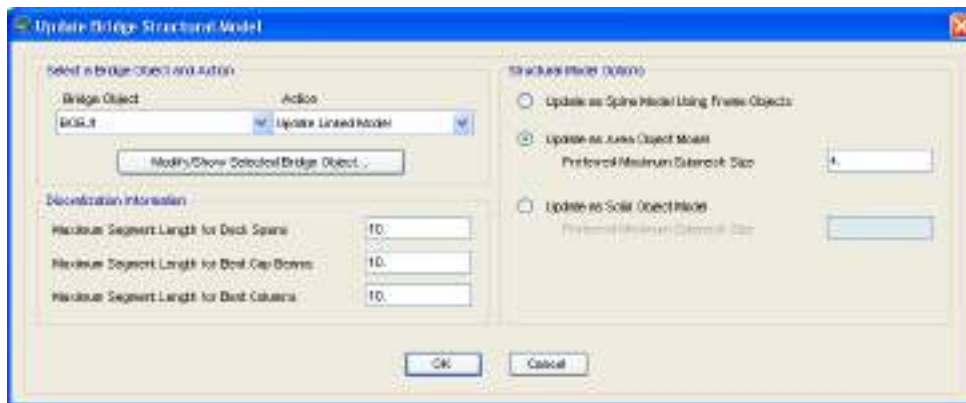 Update Bridge Structural Model
Select a Bridge Object and Action
Bridge Object
Action
BOBJ1
Update Linked Model
Modify/Show Selected Bridge Object...
Discretization Information
Maximum Segment Length for Deck Spans
10.
Maximum Segment Length for Bent Cap Beams
10.
Maximum Segment Length for Bent Columns
10.
Structural Model Options
Update as Spine Model Using Frame Objects
Update as Area Object Model
Preferred Maximum Submesh Size
4.
Update as Solid Object Model
Preferred Maximum Submesh Size
OK
Cancel